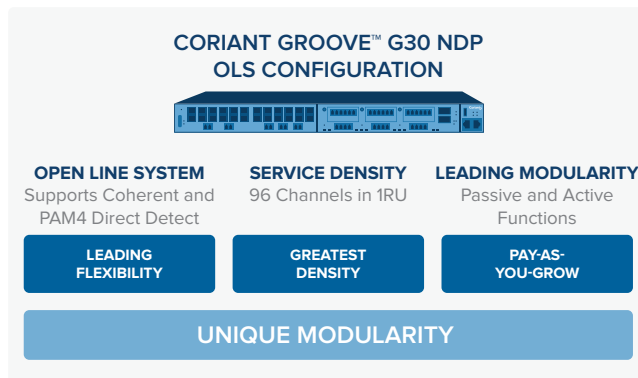 CORIANT GROOVE™ G30 NDP
OLS CONFIGURATION
OPEN LINE SYSTEM
Supports Coherent and
PAM4 Direct Detect
LEADING
FLEXIBILITY
SERVICE DENSITY
96 Channels in 1RU
GREATEST
DENSITY
LEADING MODULARITY
Passive and Active
Functions
PAY-AS-
YOU-GROW
UNIQUE MODULARITY